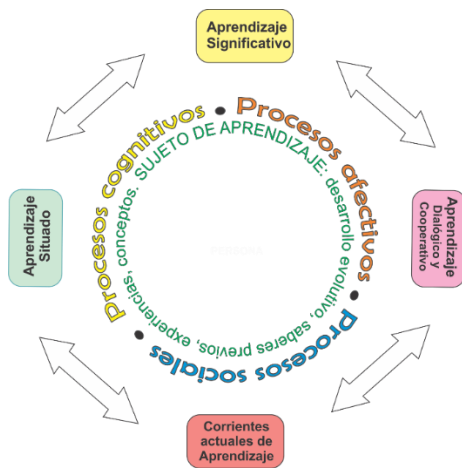 Aprendizaje
Significativo
Procesos cognitivos • Procesos afectivos • Procesos sociales •
SUJETO DE APRENDIZAJE: desarrollo evolutivo, saberes previos, experiencias, conceptos.
Aprendizaje
Situado
Aprendizaje
Dialógico y
Cooperativo
Corrientes
actuales de
Aprendizaje